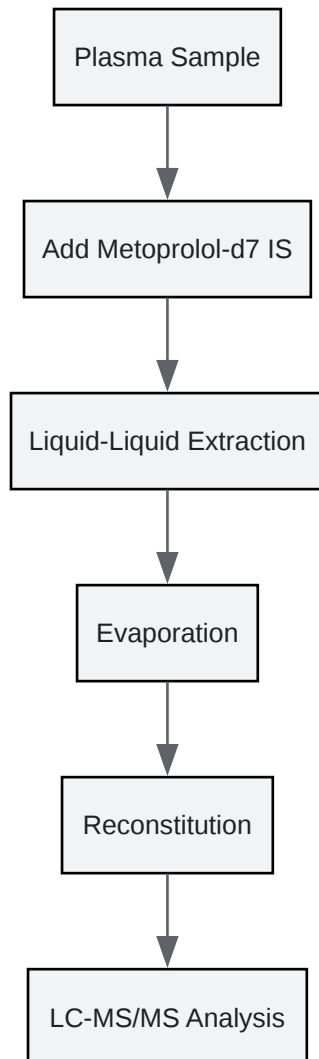 Plasma Sample
Add Metoprolol-d7 IS
Liquid-Liquid Extraction
Evaporation
Reconstitution
LC-MS/MS Analysis